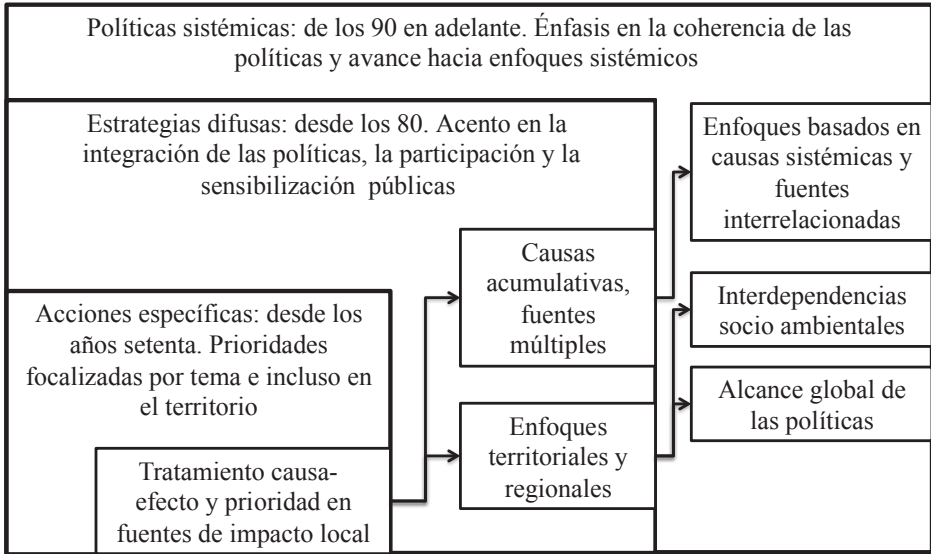 Políticas sistémicas: de los 90 en adelante. Énfasis en la coherencia de las
políticas y avance hacia enfoques sistémicos
Estrategias difusas: desde los 80. Acento en la
integración de las políticas, la participación y la
sensibilización públicas
Enfoques basados en
causas sistémicas y
fuentes
interrelacionadas
Causas
acumulativas,
fuentes
múltiples
Interdependencias
socio ambientales
Acciones específicas: desde los
años setenta. Prioridades
focalizadas por tema e incluso en
el territorio
Alcance global de
las políticas
Enfoques
territoriales y
regionales
Tratamiento causa-
efecto y prioridad en
fuentes de impacto local